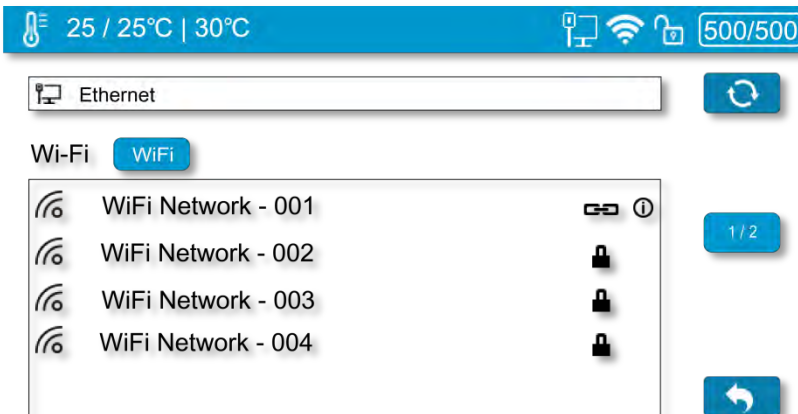 25 / 25℃ | 30℃ 500/500
Ethernet
Wi-Fi WiFi
WiFi Network - 001
1 / 2
WiFi Network - 002
WiFi Network - 003
WiFi Network - 004